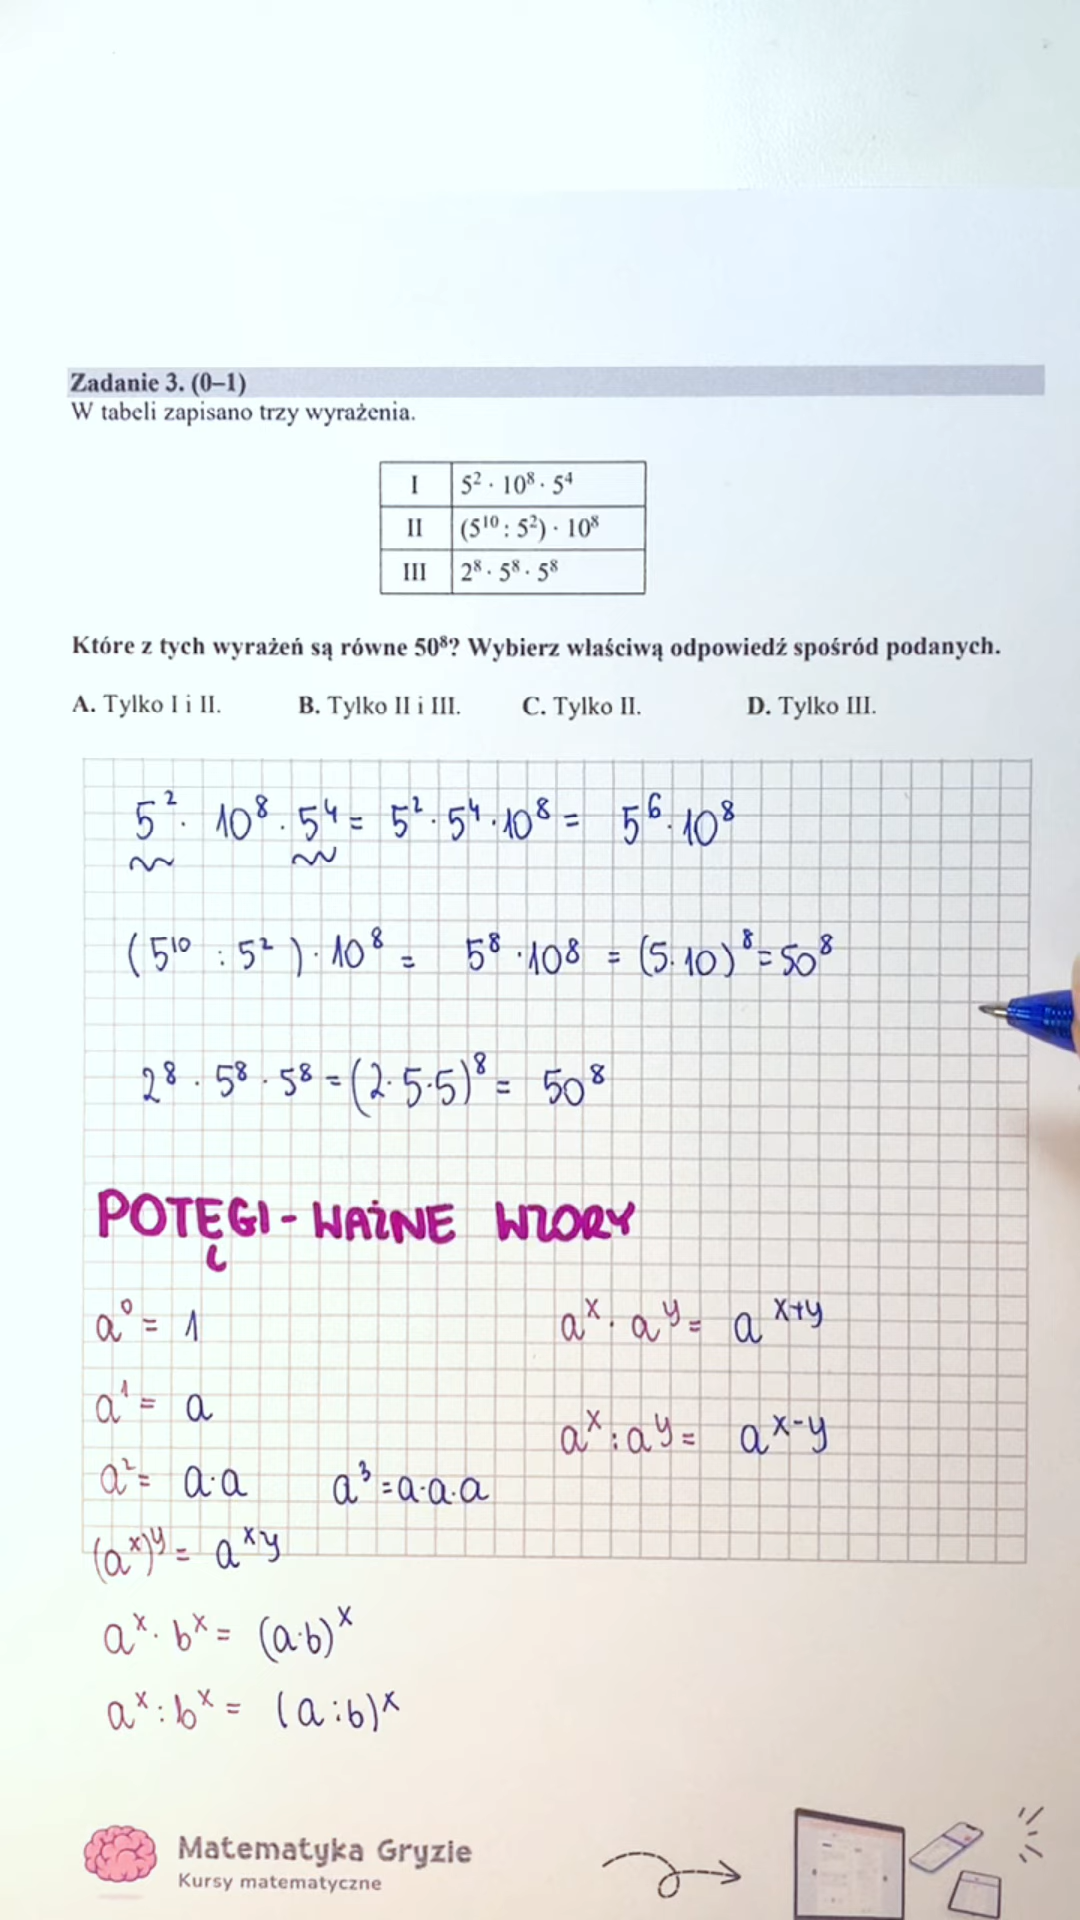 Zadanie 3. (0–1)
W tabeli zapisano trzy wyrażenia.
I 5² · 10⁸ · 5⁴
II (5¹⁰ : 5²) · 10⁸
III 2⁸ · 5⁸ · 5⁸
Które z tych wyrażeń są równe 50⁸? Wybierz właściwą odpowiedź spośród podanych.
A. Tylko I i II. B. Tylko II i III. C. Tylko II. D. Tylko III.
5² · 10⁸ · 5⁴ = 5² · 5⁴ · 10⁸ = 5⁶ · 10⁸
(5¹⁰ : 5²) · 10⁸ = 5⁸ · 10⁸ = (5 · 10)⁸ = 50⁸
2⁸ · 5⁸ · 5⁸ = (2 · 5 · 5)⁸ = 50⁸
POTĘGI - WAŻNE WZORY
a⁰ = 1 aˣ · aʸ = aˣ⁺ʸ
a¹ = a aˣ : aʸ = aˣ⁻ʸ
a² = a·a a³ = a·a·a
(aˣ)ʸ = aˣʸ
aˣ · bˣ = (a·b)ˣ
aˣ : bˣ = (a:b)ˣ
Matematyka Gryzie
Kursy matematyczne